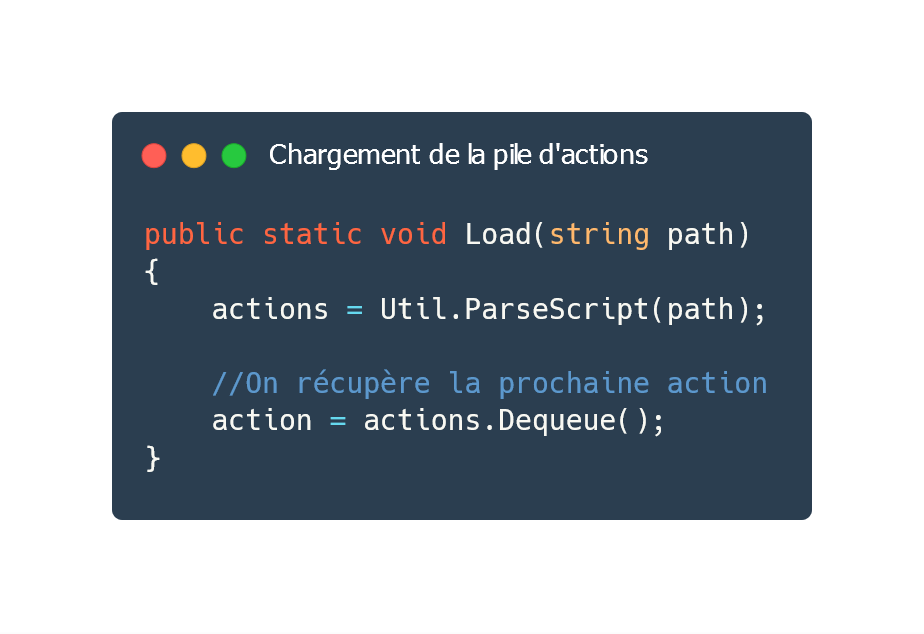 Chargement de la pile d'actions
public static void Load(string path)
{
    actions = Util.ParseScript(path);
    //On récupère la prochaine action
    action = actions.Dequeue();
}